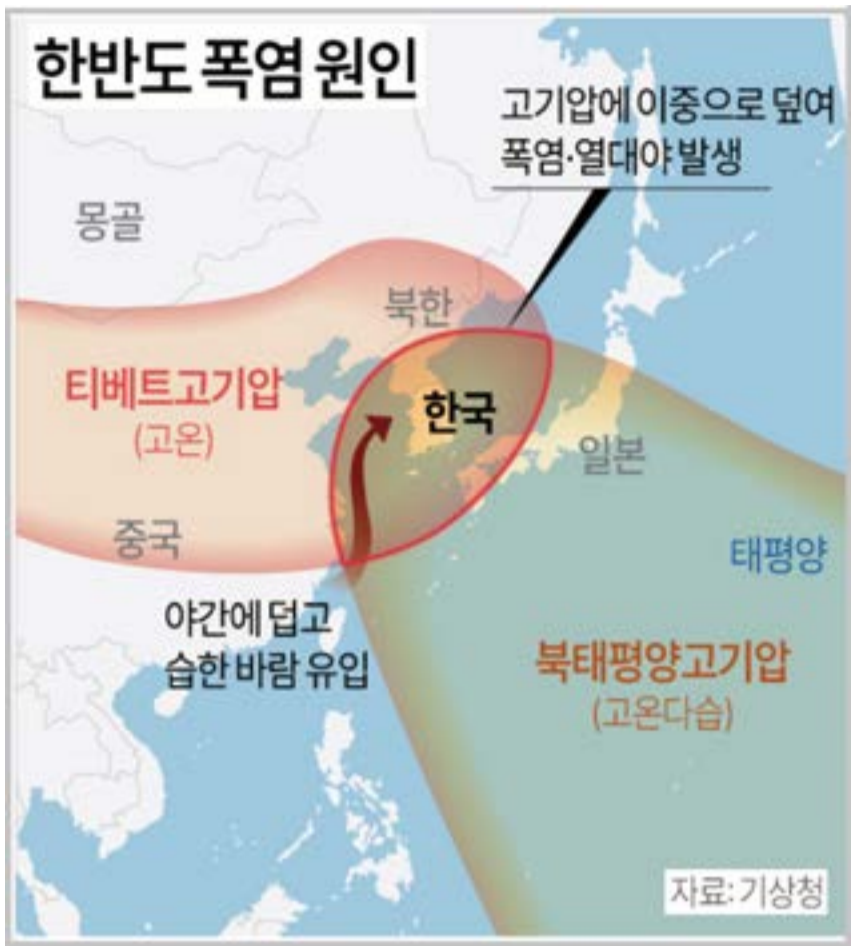 한반도 폭염 원인
고기압에 이중으로 덮여
폭염·열대야 발생
몽골
북한
티베트고기압
(고온)
한국
일본
중국
태평양
야간에 덥고
습한 바람 유입
북태평양고기압
(고온다습)
자료: 기상청